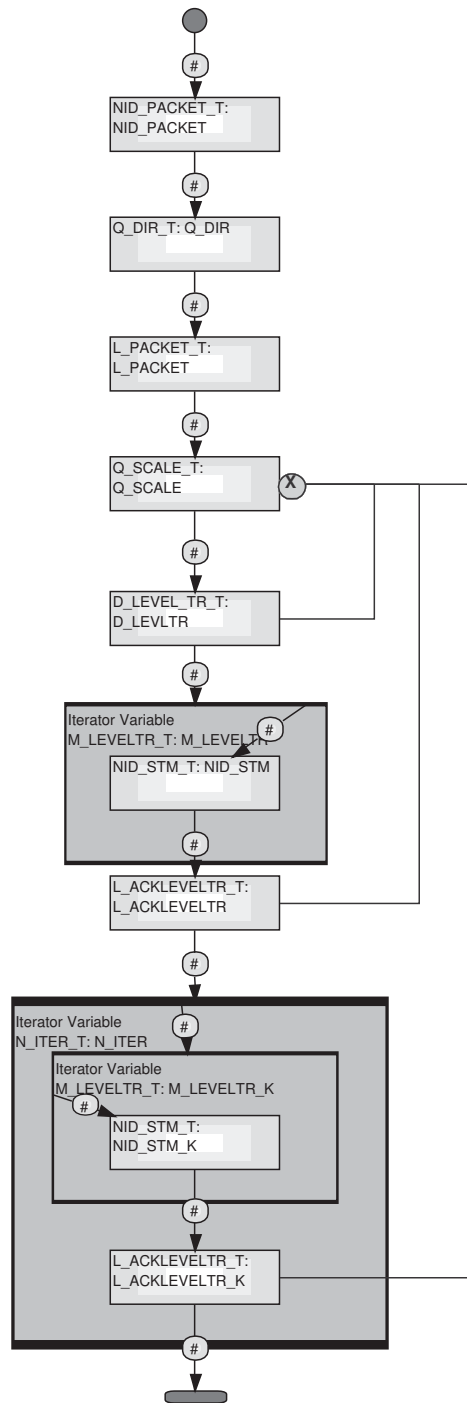 #
NID_PACKET_T:
NID_PACKET
#
Q_DIR_T: Q_DIR
#
L_PACKET_T:
L_PACKET
#
Q_SCALE_T:
Q_SCALE
X
#
D_LEVEL_TR_T:
D_LEVLTR
#
Iterator Variable
M_LEVELTR_T: M_LEVELTR
#
NID_STM_T: NID_STM
#
L_ACKLEVELTR_T:
L_ACKLEVELTR
#
Iterator Variable
N_ITER_T: N_ITER
#
Iterator Variable
M_LEVELTR_T: M_LEVELTR_K
#
NID_STM_T:
NID_STM_K
#
L_ACKLEVELTR_T:
L_ACKLEVELTR_K
#